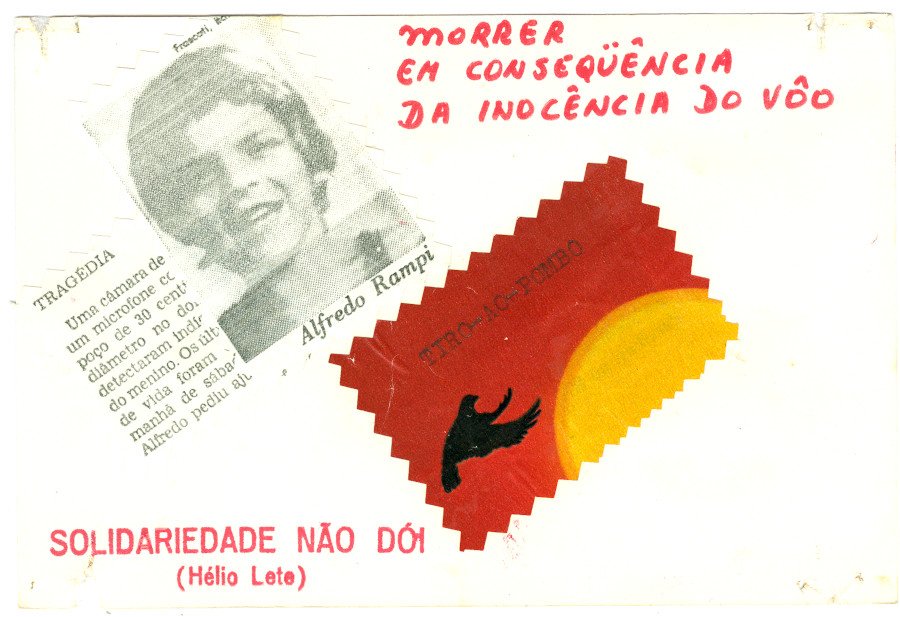 MORRER
EM CONSEQÜÊNCIA
DA INOCÊNCIA DO VÔO
Frascati, 
Alfredo Rampi
TRAGÉDIA
Uma câmara de
um microfone co
poço de 30 cent
diâmetro no do
detectaram indí
do menino. Os últ
de vida foram
manhã de sába
Alfredo pediu aju
TIRO-AO-POMBO
SOLIDARIEDADE NÃO DÓI
(Hélio Lete)